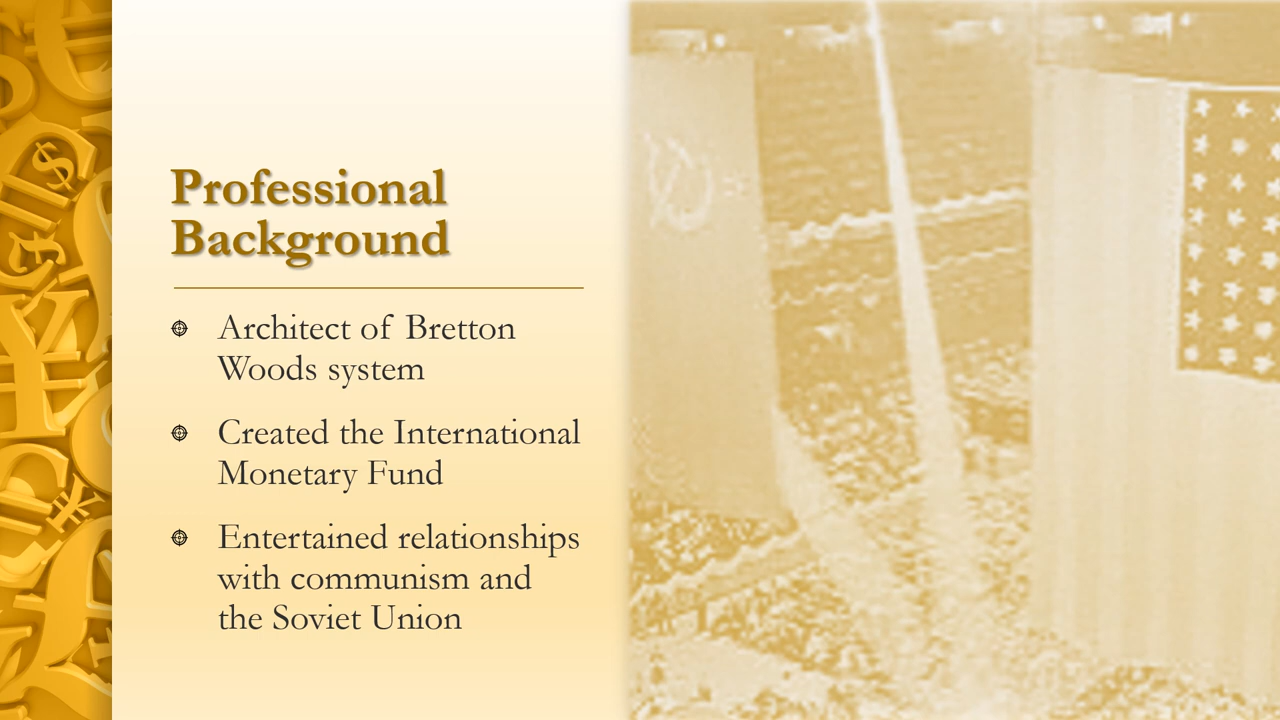 Professional
Background
Architect of Bretton
Woods system
Created the International
Monetary Fund
Entertained relationships
with communism and
the Soviet Union